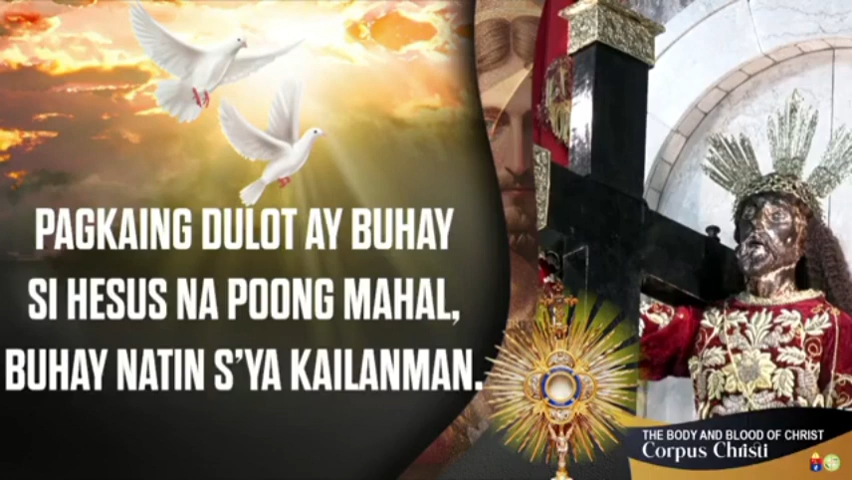 PAGKAING DULOT AY BUHAY
SI HESUS NA POONG MAHAL,
BUHAY NATIN S'YA KAILANMAN.
THE BODY AND BLOOD OF CHRIST
Corpus Christi